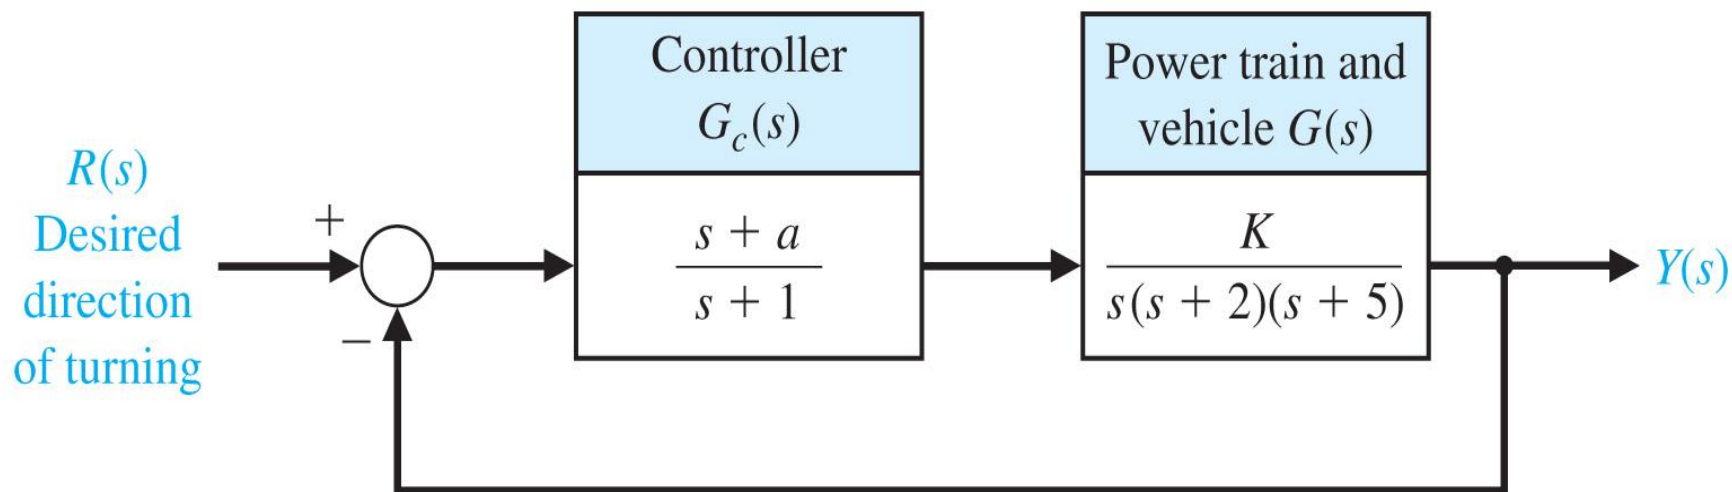 R(s)
Desired
direction
of turning
+
−
Controller
G_c(s)
s + a
s + 1
Power train and
vehicle G(s)
K
s(s + 2)(s + 5)
Y(s)